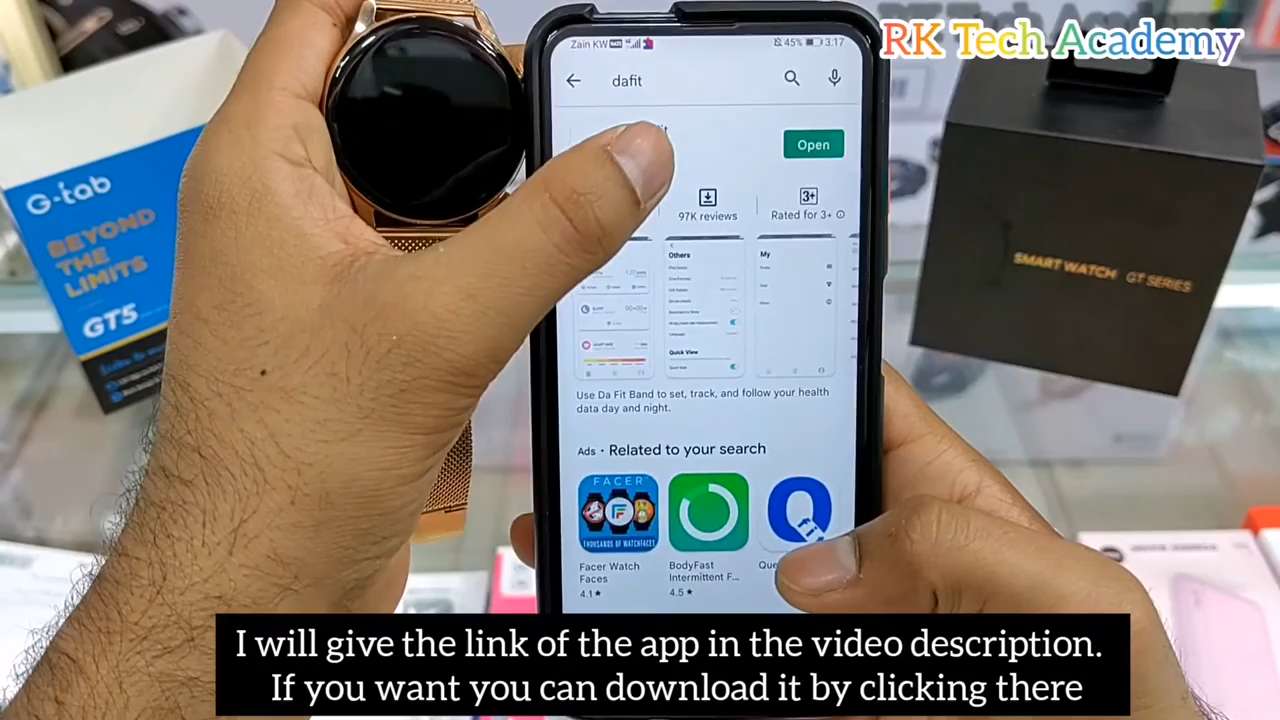 RK Tech Academy
Zain KW
45% 3:17
dafit
Open
97K reviews
3+
Rated for 3+
Others
My
Quick View
Use Da Fit Band to set, track, and follow your health
data day and night.
Ads · Related to your search
FACER
THOUSANDS OF WATCHFACES
Facer Watch
Faces
4.1★
BodyFast
Intermittent F...
4.5★
G-tab
BEYOND
THE
LIMITS
GT5
SMART WATCH GT SERIES
I will give the link of the app in the video description.
If you want you can download it by clicking there